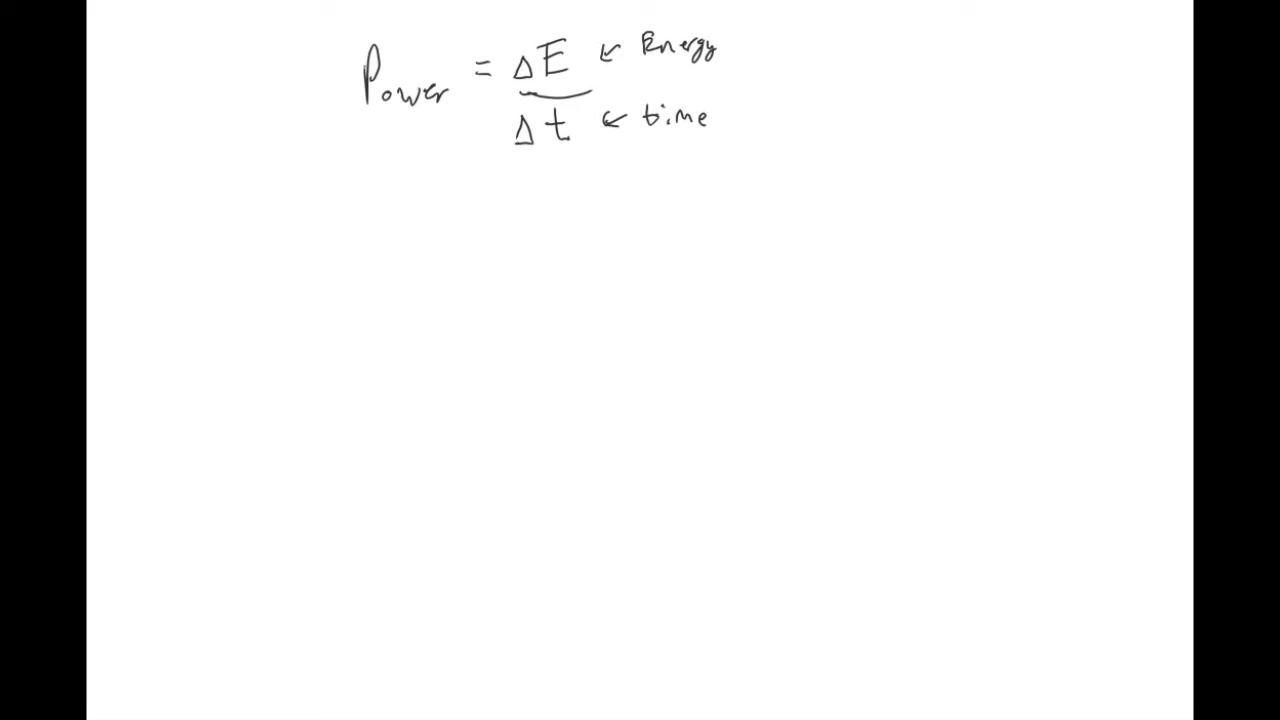 Power = ΔE ← Energy
Δt ← time